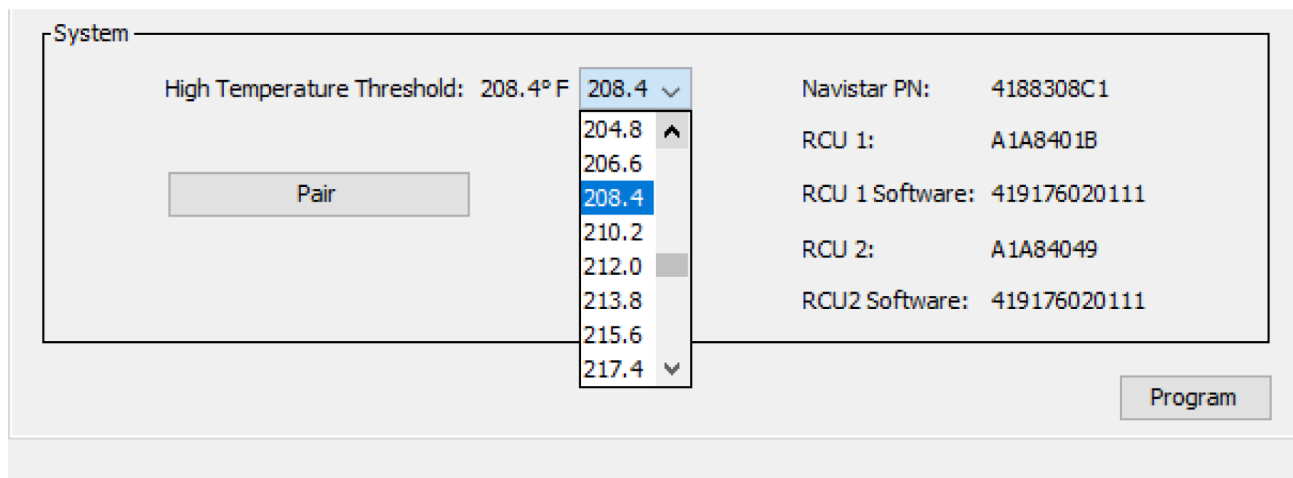 System
High Temperature Threshold: 208.4° F 208.4
204.8
206.6
208.4
210.2
212.0
213.8
215.6
217.4
Pair
Navistar PN: 4188308C1
RCU 1: A1A8401B
RCU 1 Software: 419176020111
RCU 2: A1A84049
RCU2 Software: 419176020111
Program